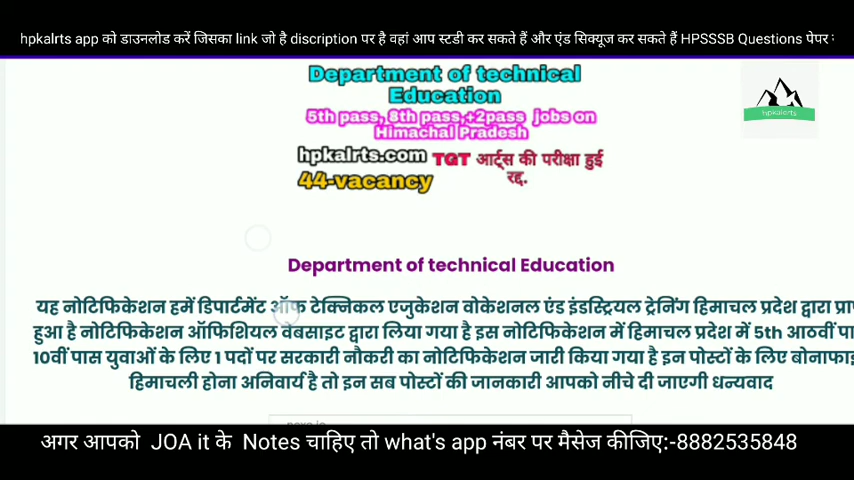 hpkalrts app को डाउनलोड करें जिसका link जो है discription पर है वहां आप स्टडी कर सकते हैं और एंड सिक्यूज कर सकते हैं HPSSSB Questions पेपर
Department of technical
Education
5th pass, 8th pass,+2pass jobs on
Himachal Pradesh
hpkalrts.com TGT आर्ट्स की परीक्षा हुई
रद्द.
44-vacancy
hpkalrts
Department of technical Education
यह नोटिफिकेशन हमें डिपार्टमेंट ऑफ टेक्निकल एजुकेशन वोकेशनल एंड इंडस्ट्रियल ट्रेनिंग हिमाचल प्रदेश द्वारा
हुआ है नोटिफिकेशन ऑफिशियल वेबसाइट द्वारा लिया गया है इस नोटिफिकेशन में हिमाचल प्रदेश में 5th आठवीं
10वीं पास युवाओं के लिए 1 पदों पर सरकारी नौकरी का नोटिफिकेशन जारी किया गया है इन पोस्टों के लिए
हिमाचली होना अनिवार्य है तो इन सब पोस्टों की जानकारी आपको नीचे दी जाएगी धन्यवाद
अगर आपको JOA it के Notes चाहिए तो what's app नंबर पर मैसेज कीजिए:-8882535848